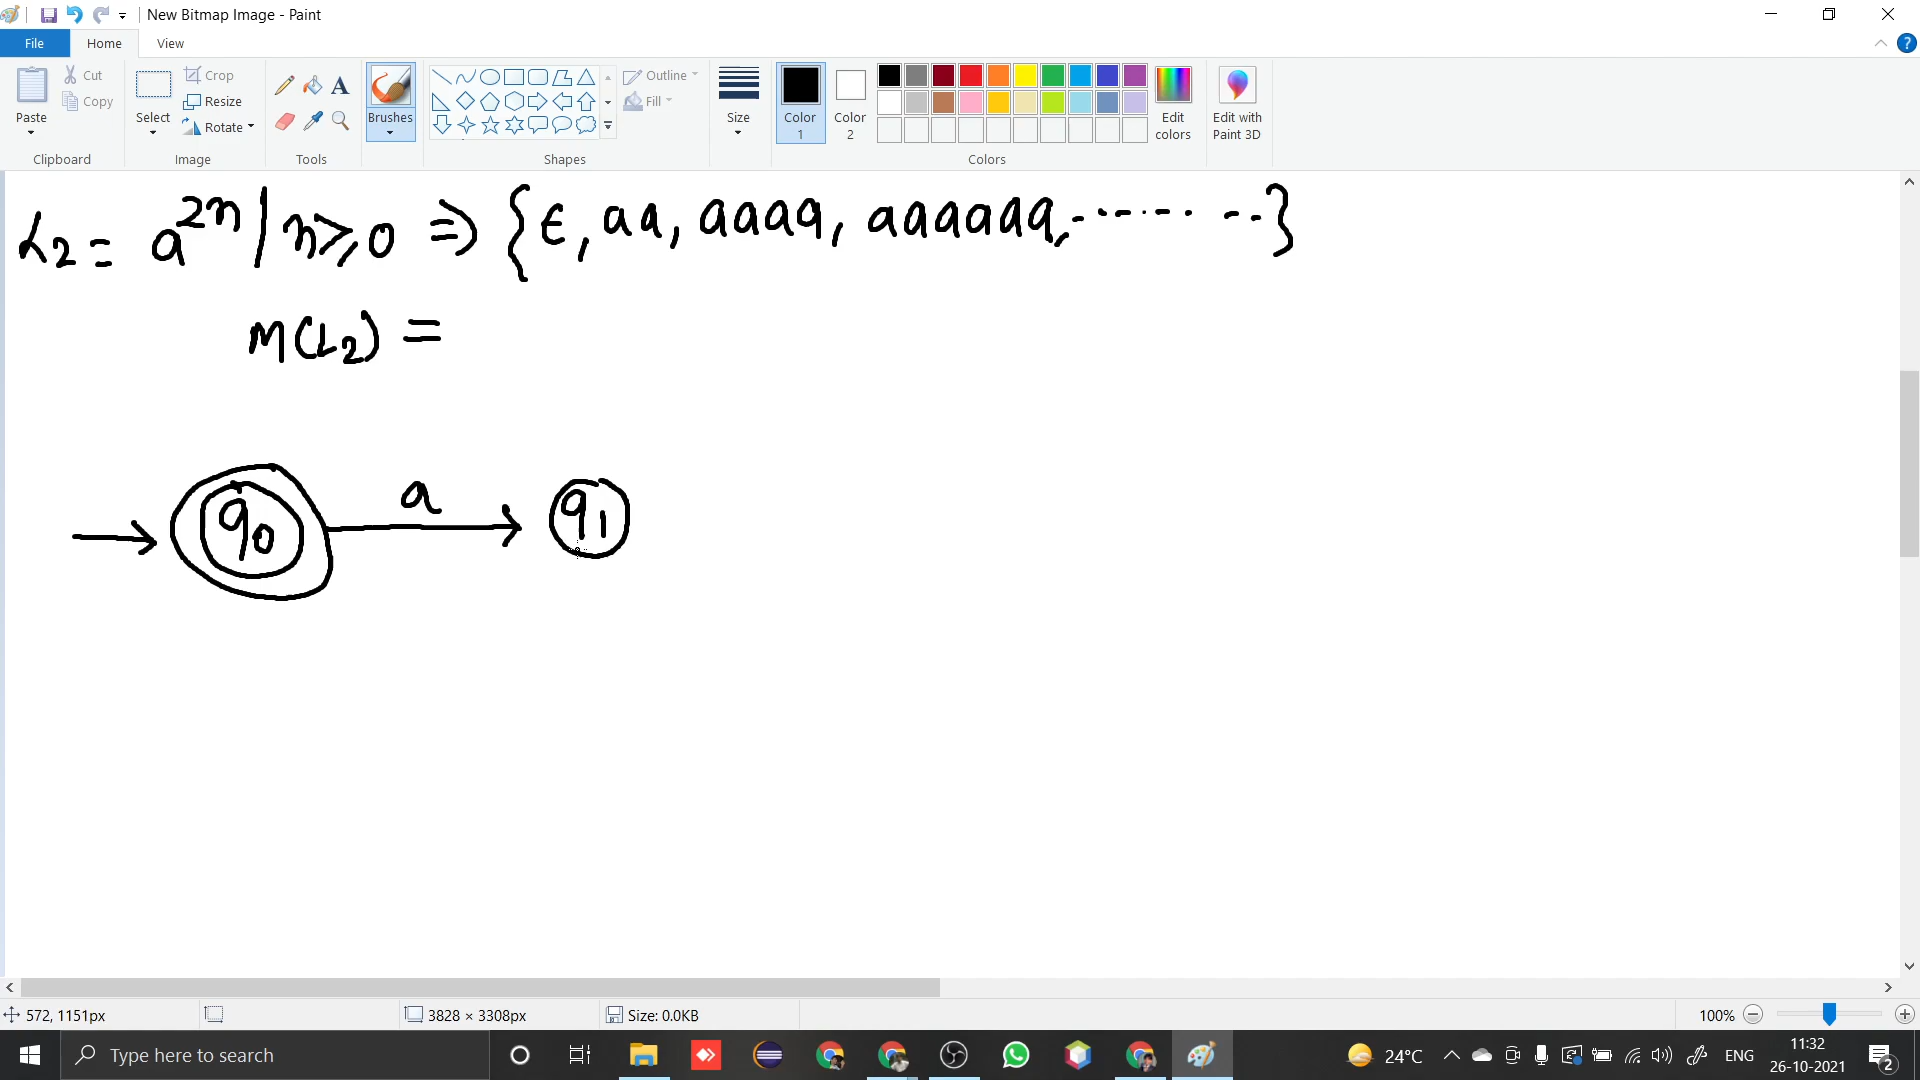 New Bitmap Image - Paint
File Home View
Paste Cut Copy Clipboard
Select Crop Resize Rotate Image
Tools
Brushes
Outline Fill Shapes
Size
Color 1 Color 2 Edit colors Colors
Edit with Paint 3D
L2 = a^2n | n ≥ 0 ⇒ {ϵ, aa, aaaa, aaaaaa, ........ ..}
M(L2) =
→ q0 a → q1
572, 1151px 3828 × 3308px Size: 0.0KB 100%
Type here to search 24°C ENG 11:32 26-10-2021 2